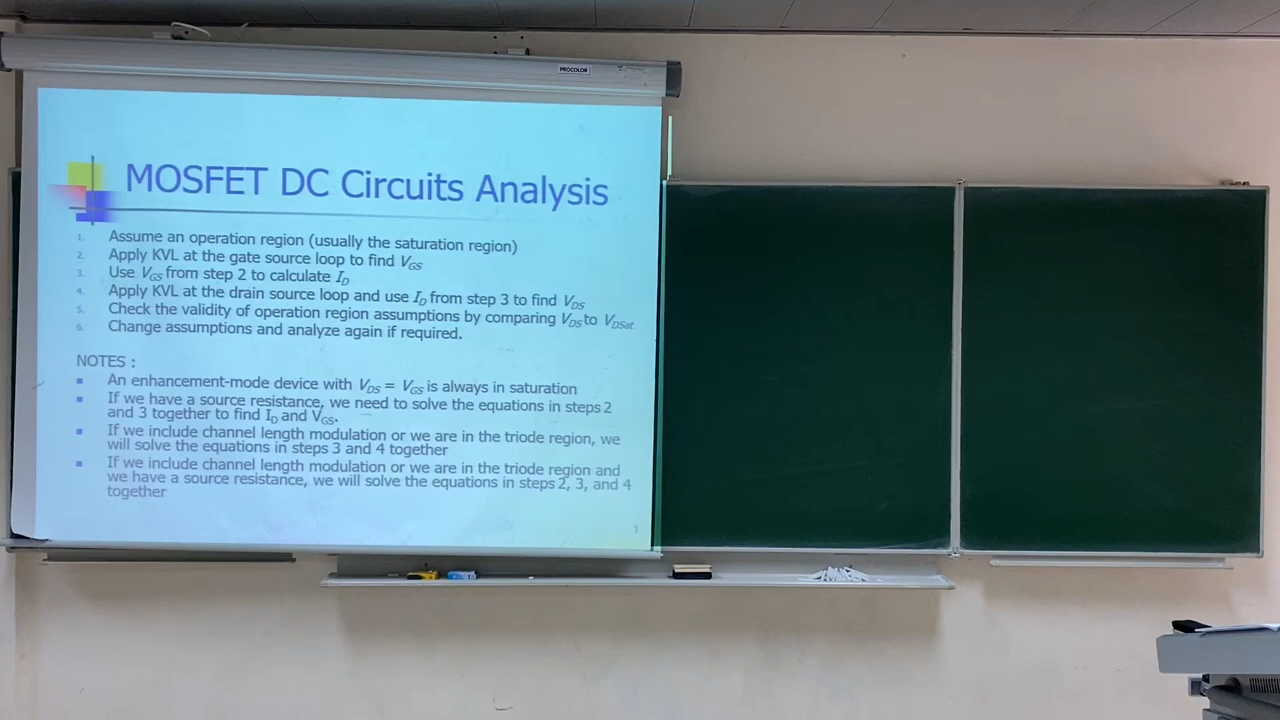 PROCOLOR
MOSFET DC Circuits Analysis
1. Assume an operation region (usually the saturation region)
2. Apply KVL at the gate source loop to find VGS
3. Use VGS from step 2 to calculate ID
4. Apply KVL at the drain source loop and use ID from step 3 to find VDS
5. Check the validity of operation region assumptions by comparing VDS to VDSat
6. Change assumptions and analyze again if required.
NOTES :
▪ An enhancement-mode device with VDS = VGS is always in saturation
▪ If we have a source resistance, we need to solve the equations in steps 2
and 3 together to find ID and VGS.
▪ If we include channel length modulation or we are in the triode region, we
will solve the equations in steps 3 and 4 together
▪ If we include channel length modulation or we are in the triode region and
we have a source resistance, we will solve the equations in steps 2, 3, and 4
together
1